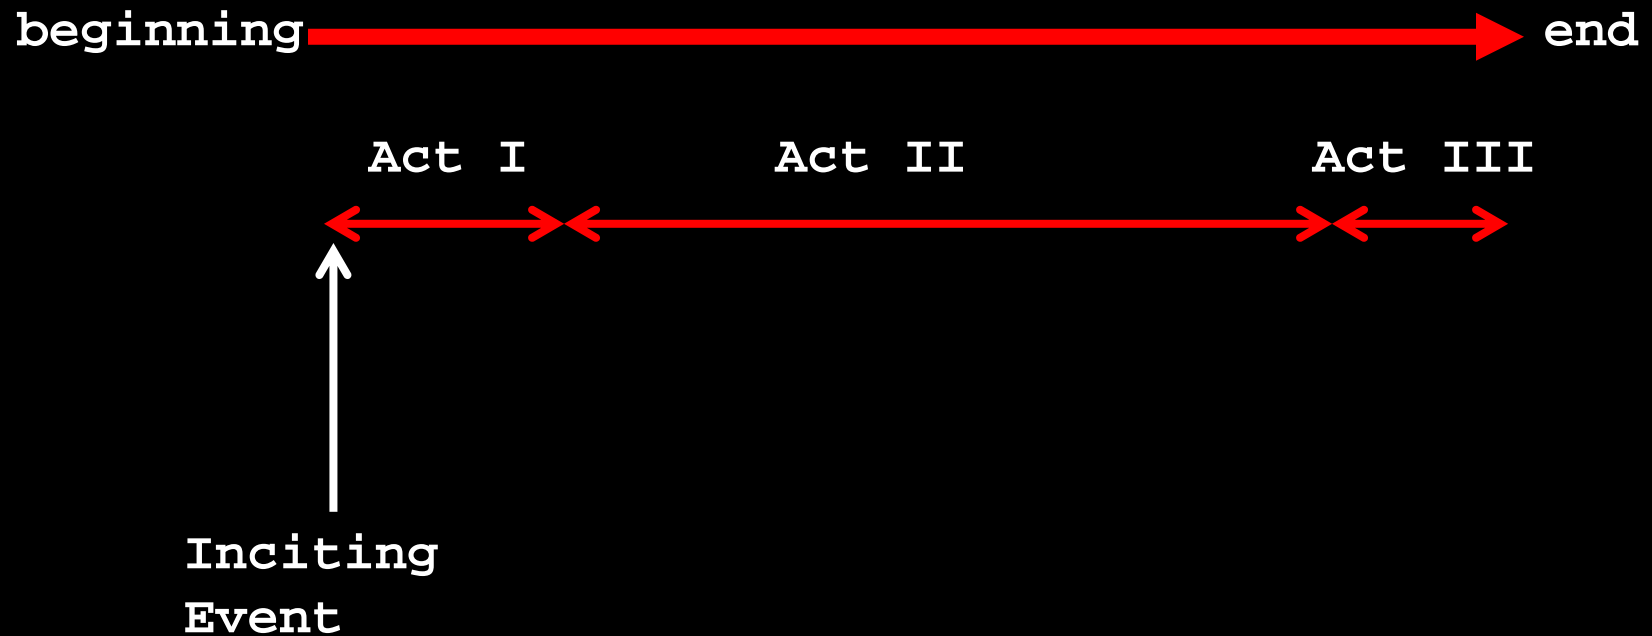 beginning end
Act I Act II Act III
Inciting
Event